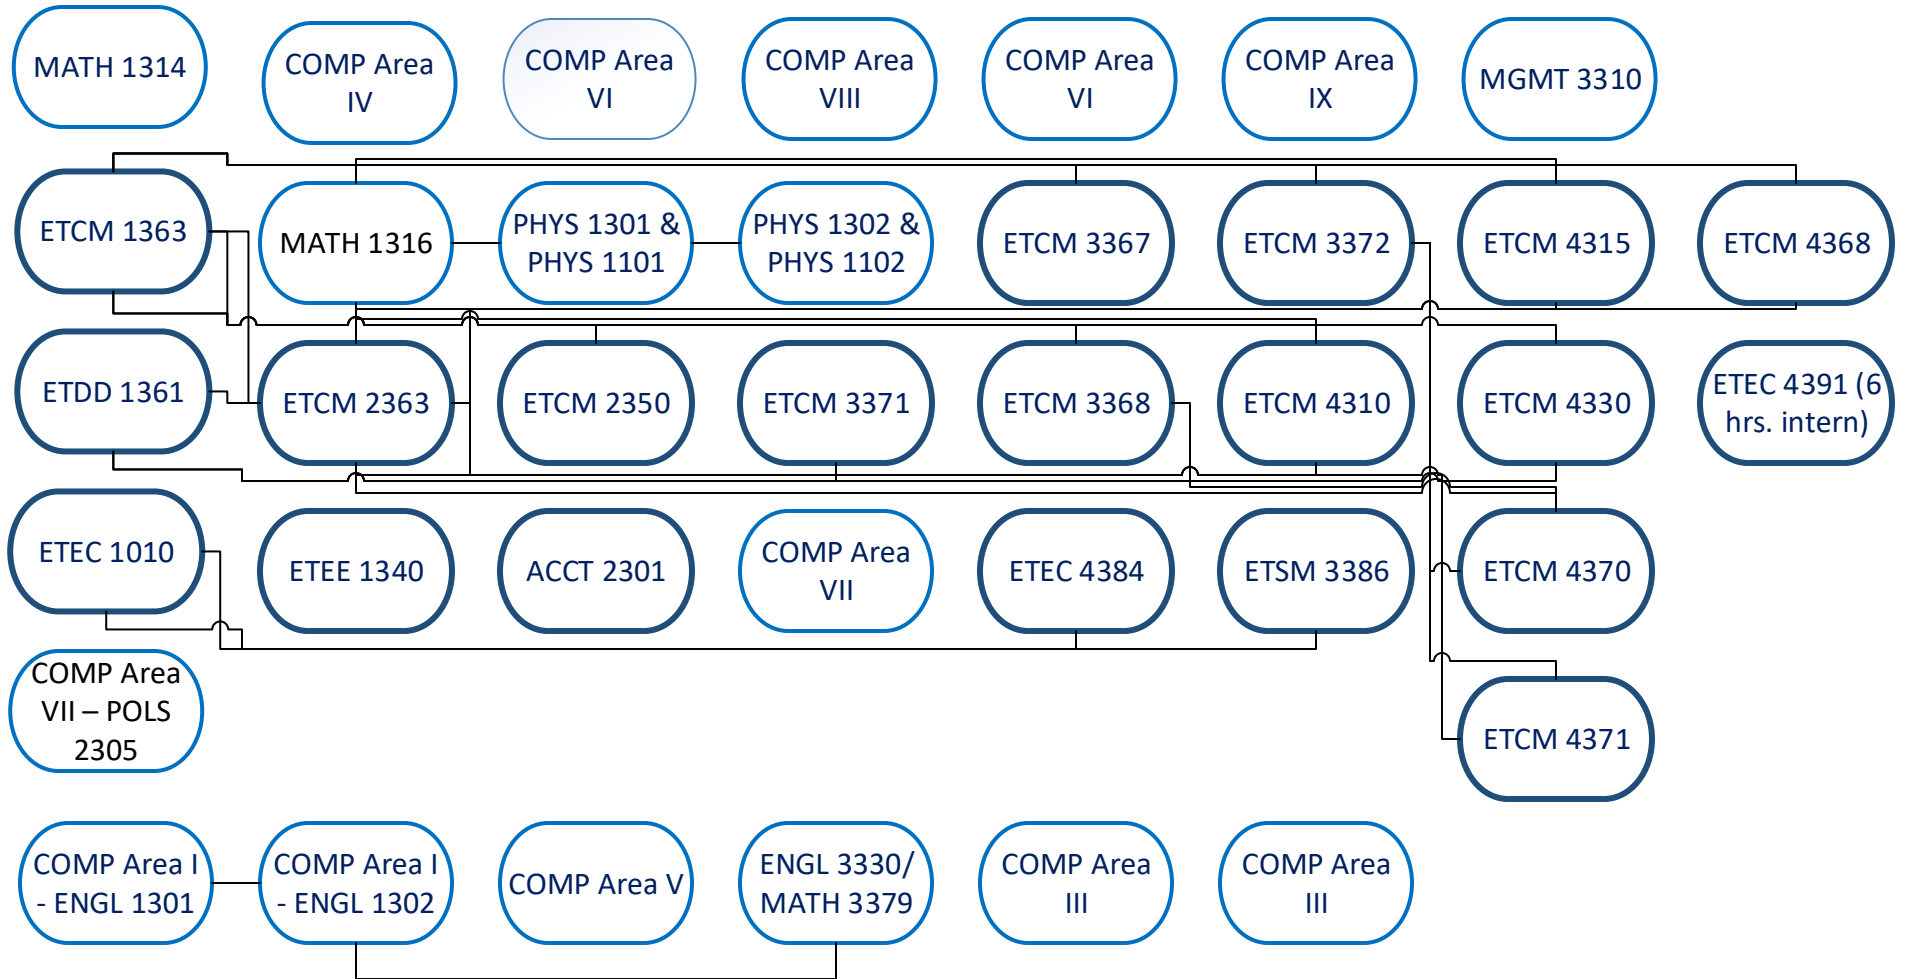 MATH 1314
COMP Area
IV
COMP Area
VI
COMP Area
VIII
COMP Area
VI
COMP Area
IX
MGMT 3310
ETCM 1363
MATH 1316
PHYS 1301 &
PHYS 1101
PHYS 1302 &
PHYS 1102
ETCM 3367
ETCM 3372
ETCM 4315
ETCM 4368
ETDD 1361
ETCM 2363
ETCM 2350
ETCM 3371
ETCM 3368
ETCM 4310
ETCM 4330
ETEC 4391 (6
hrs. intern)
ETEC 1010
ETEE 1340
ACCT 2301
COMP Area
VII
ETEC 4384
ETSM 3386
ETCM 4370
COMP Area
VII – POLS
2305
ETCM 4371
COMP Area I
- ENGL 1301
COMP Area I
- ENGL 1302
COMP Area V
ENGL 3330/
MATH 3379
COMP Area
III
COMP Area
III